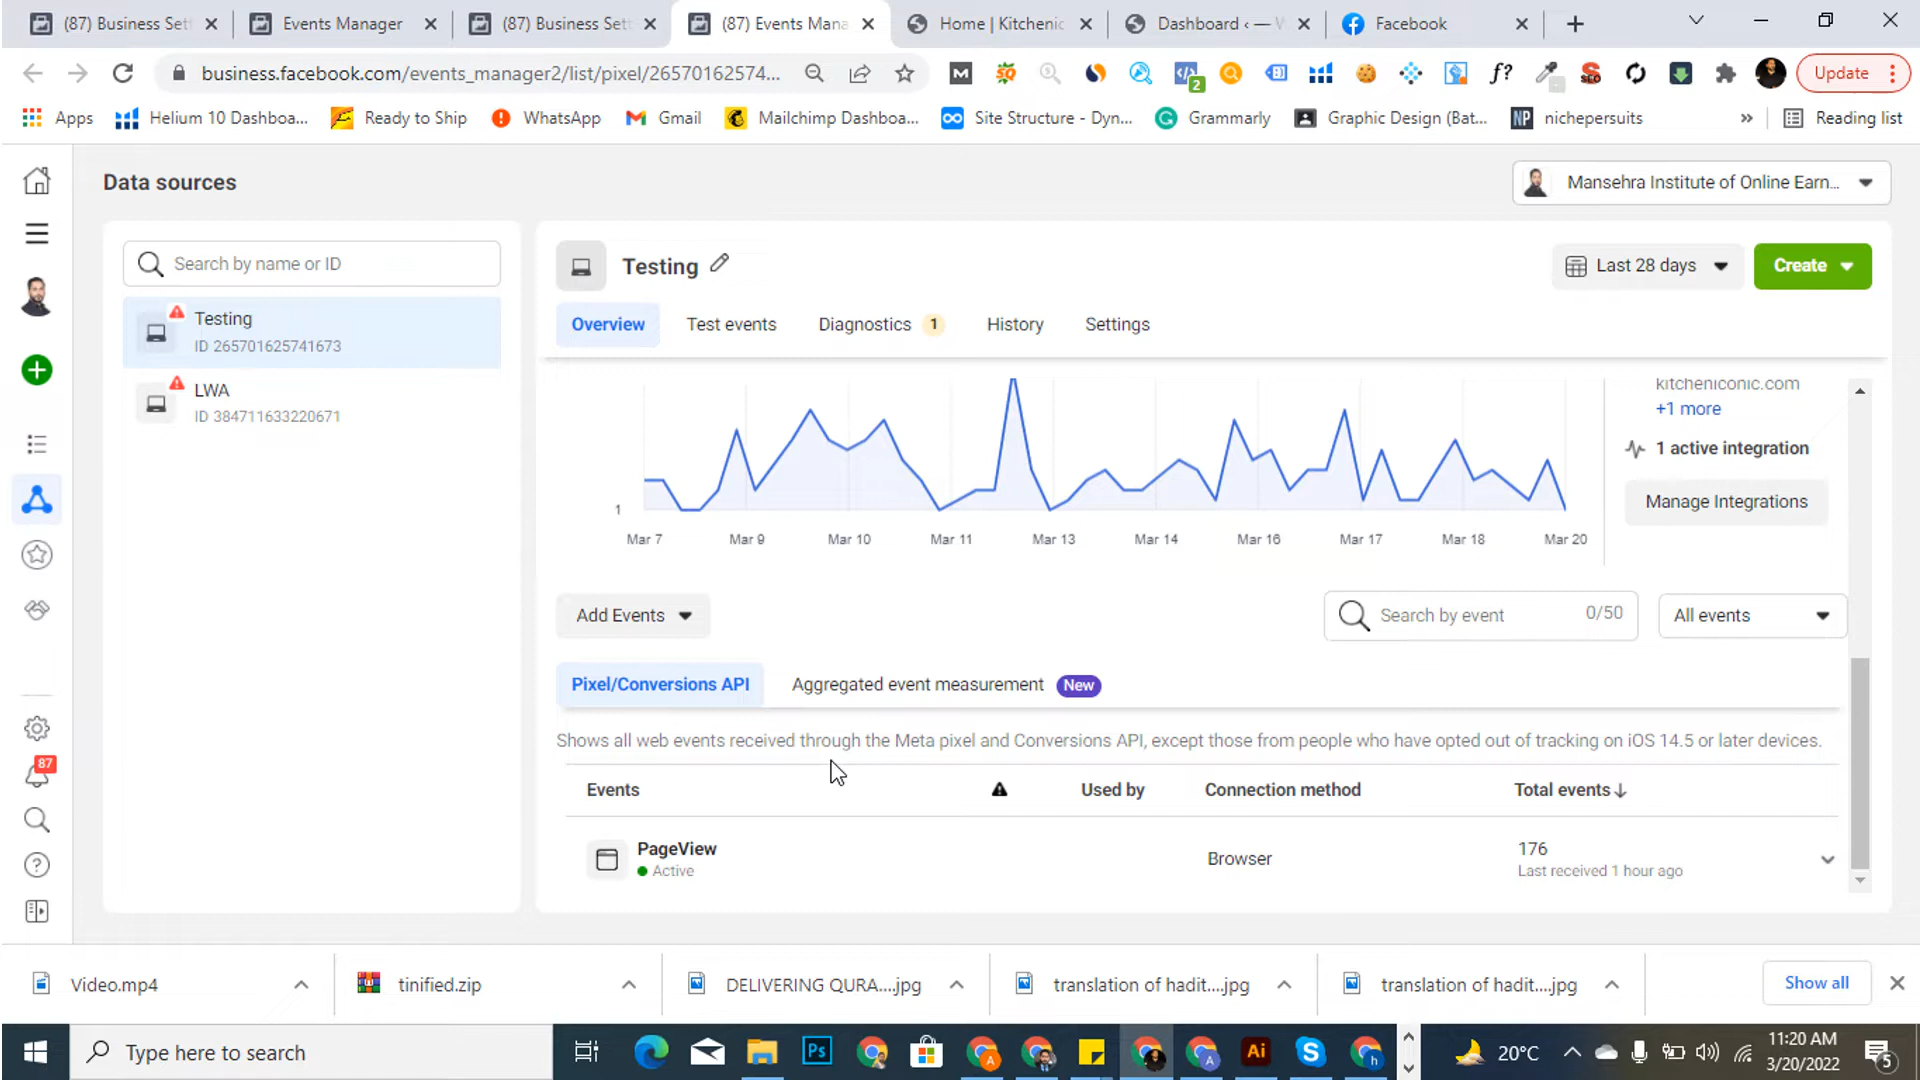 (87) Business Sett
Events Manager
(87) Business Sett
(87) Events Mana
Home | Kitchenic
Dashboard ‹ — W
Facebook
business.facebook.com/events_manager2/list/pixel/26570162574...
2
f?
SEO
Update
Apps
Helium 10 Dashboa...
Ready to Ship
WhatsApp
Gmail
Mailchimp Dashboa...
Site Structure - Dyn...
Grammarly
Graphic Design (Bat...
NP
nichepursuits
»
Reading list
Data sources
Mansehra Institute of Online Earn...
Search by name or ID
Testing
ID 265701625741673
LWA
ID 384711633220671
Testing
Last 28 days
Create
Overview
Test events
Diagnostics 1
History
Settings
kitcheniconic.com
+1 more
1 active integration
Manage Integrations
1
Mar 7
Mar 9
Mar 10
Mar 11
Mar 13
Mar 14
Mar 16
Mar 17
Mar 18
Mar 20
Add Events
Search by event 0/50
All events
Pixel/Conversions API
Aggregated event measurement New
Shows all web events received through the Meta pixel and Conversions API, except those from people who have opted out of tracking on iOS 14.5 or later devices.
Events
Used by
Connection method
Total events
PageView
Active
Browser
176
Last received 1 hour ago
87
Video.mp4
tinified.zip
DELIVERING QURA....jpg
translation of hadit....jpg
translation of hadit....jpg
Show all
Type here to search
Ps
Ai
20°C
11:20 AM
3/20/2022
5